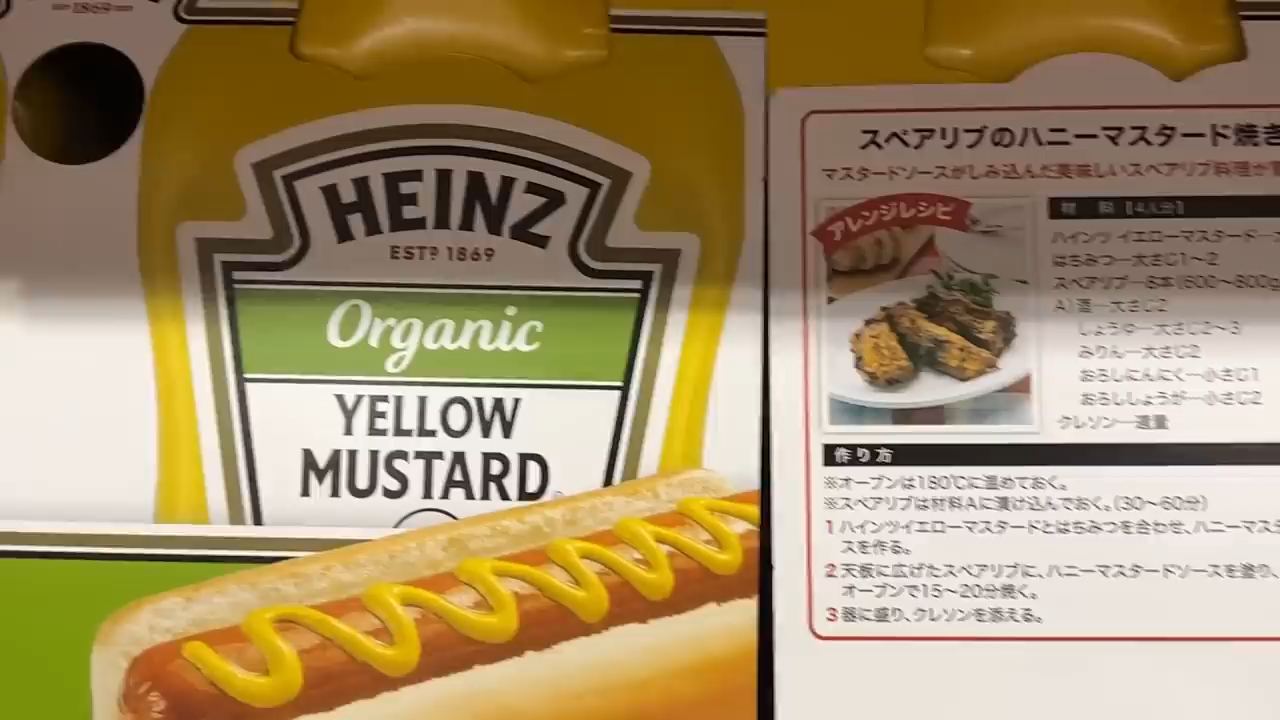 1869
HEINZ
ESTD 1869
Organic
YELLOW
MUSTARD
スペアリブのハニーマスタード焼き
マスタードソースがしみ込んだ美味しいスペアリブ料理が
アレンジレシピ
材 料【4人分】
ハインツ イエローマスタード
はちみつ─大さじ1〜2
スペアリブ─8本(600〜800g
A)酒─大さじ2
しょうゆ─大さじ2〜3
みりん─大さじ2
おろしにんにく─小さじ1
おろししょうが─小さじ2
クレソン─適量
作り方
※オーブンは180℃に温めておく。
※スペアリブは材料Aに漬け込んでおく。(30〜60分)
1 ハインツイエローマスタードとはちみつを合わせ、ハニーマス
スを作る。
2 天板に広げたスペアリブに、ハニーマスタードソースを塗り、
オーブンで15〜20分焼く。
3 器に盛り、クレソンを添える。